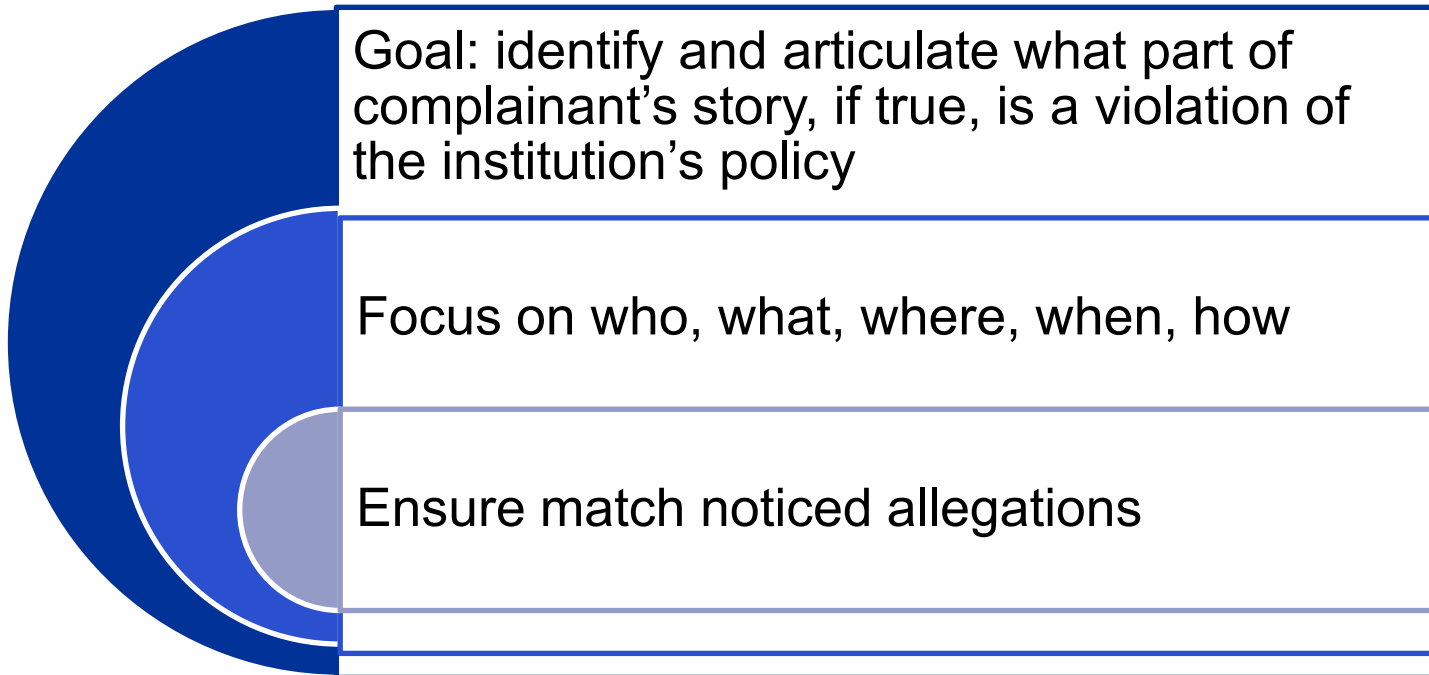 Goal: identify and articulate what part of
complainant’s story, if true, is a violation of
the institution’s policy
Focus on who, what, where, when, how
Ensure match noticed allegations